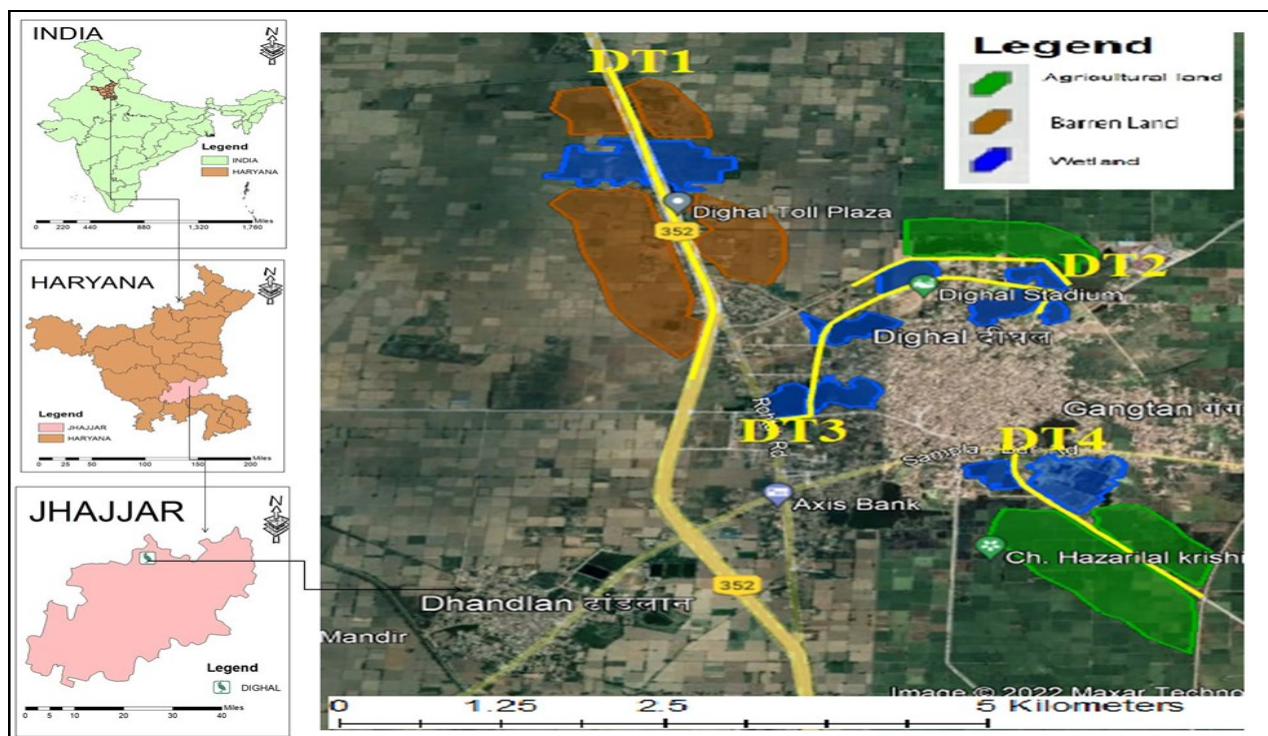 INDIA
N
Legend
INDIA
HARYANA
Miles
0 220 440 880 1,320 1,760
HARYANA
N
Legend
JHAJJAR
HARYANA
Miles
0 25 50 100 150 200
JHAJJAR
N
Legend
DIGHAL
Miles
0 5 10 20 30 40
Legend
Agricultural land
Barren Land
Wetland
DT1
Dighal Toll Plaza
352
DT2
Dighal Stadium
Dighal दीघल
Gangtan गंग
DT3
Rd
DT4
Sampla
Axis Bank
Ch. Hazarilal krishi
352
Dhandlan ढांडलान
Mandir
Image © 2022 Maxar Techno
0 1.25 2.5 5 Kilometers